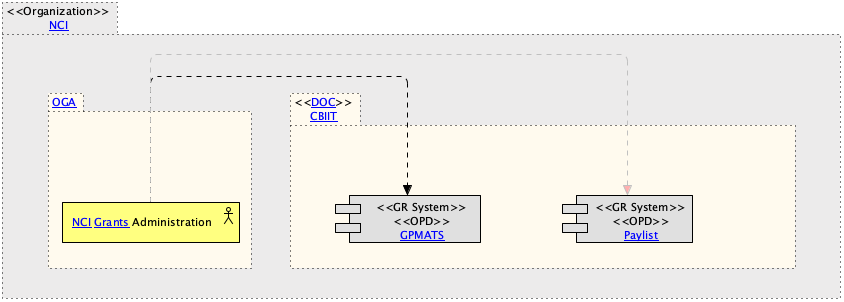 <<Organization>>
NCI
OGA
<<DOC>>
CBIIT
NCI Grants Administration
<<GR System>>
<<OPD>>
GPMATS
<<GR System>>
<<OPD>>
Paylist